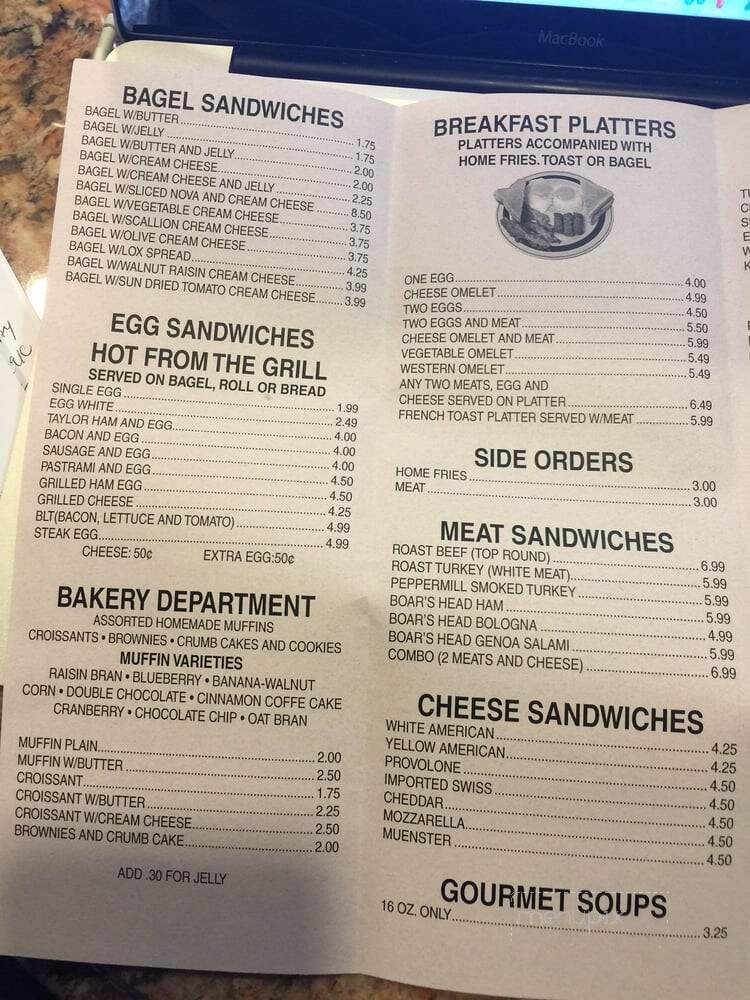 MacBook
BAGEL SANDWICHES
BAGEL W/BUTTER 1.75
BAGEL W/JELLY 1.75
BAGEL W/BUTTER AND JELLY 2.00
BAGEL W/CREAM CHEESE 2.00
BAGEL W/CREAM CHEESE AND JELLY 2.25
BAGEL W/SLICED NOVA AND CREAM CHEESE 8.50
BAGEL W/VEGETABLE CREAM CHEESE 3.75
BAGEL W/SCALLION CREAM CHEESE 3.75
BAGEL W/OLIVE CREAM CHEESE 3.75
BAGEL W/LOX SPREAD 4.25
BAGEL W/WALNUT RAISIN CREAM CHEESE 3.99
BAGEL W/SUN DRIED TOMATO CREAM CHEESE 3.99
EGG SANDWICHES
HOT FROM THE GRILL
SERVED ON BAGEL, ROLL OR BREAD
SINGLE EGG 1.99
EGG WHITE 2.49
TAYLOR HAM AND EGG 4.00
BACON AND EGG 4.00
SAUSAGE AND EGG 4.00
PASTRAMI AND EGG 4.50
GRILLED HAM EGG 4.50
GRILLED CHEESE 4.25
BLT(BACON, LETTUCE AND TOMATO) 4.99
STEAK EGG 4.99
CHEESE: 50¢ EXTRA EGG:50¢
BAKERY DEPARTMENT
ASSORTED HOMEMADE MUFFINS
CROISSANTS • BROWNIES • CRUMB CAKES AND COOKIES
MUFFIN VARIETIES
RAISIN BRAN • BLUEBERRY • BANANA-WALNUT
CORN • DOUBLE CHOCOLATE • CINNAMON COFFE CAKE
CRANBERRY • CHOCOLATE CHIP • OAT BRAN
MUFFIN PLAIN 2.00
MUFFIN W/BUTTER 2.50
CROISSANT 1.75
CROISSANT W/BUTTER 2.25
CROISSANT W/CREAM CHEESE 2.50
BROWNIES AND CRUMB CAKE 2.00
ADD .30 FOR JELLY
BREAKFAST PLATTERS
PLATTERS ACCOMPANIED WITH
HOME FRIES.TOAST OR BAGEL
ONE EGG 4.00
CHEESE OMELET 4.99
TWO EGGS 4.50
TWO EGGS AND MEAT 5.50
CHEESE OMELET AND MEAT 5.99
VEGETABLE OMELET 5.49
WESTERN OMELET 5.49
ANY TWO MEATS, EGG AND
CHEESE SERVED ON PLATTER 6.49
FRENCH TOAST PLATTER SERVED W/MEAT 5.99
SIDE ORDERS
HOME FRIES 3.00
MEAT 3.00
MEAT SANDWICHES
ROAST BEEF (TOP ROUND) 6.99
ROAST TURKEY (WHITE MEAT) 5.99
PEPPERMILL SMOKED TURKEY 5.99
BOAR'S HEAD HAM 5.99
BOAR'S HEAD BOLOGNA 4.99
BOAR'S HEAD GENOA SALAMI 5.99
COMBO (2 MEATS AND CHEESE) 6.99
CHEESE SANDWICHES
WHITE AMERICAN 4.25
YELLOW AMERICAN 4.25
PROVOLONE 4.50
IMPORTED SWISS 4.50
CHEDDAR 4.50
MOZZARELLA 4.50
MUENSTER 4.50
GOURMET SOUPS
16 OZ. ONLY 3.25